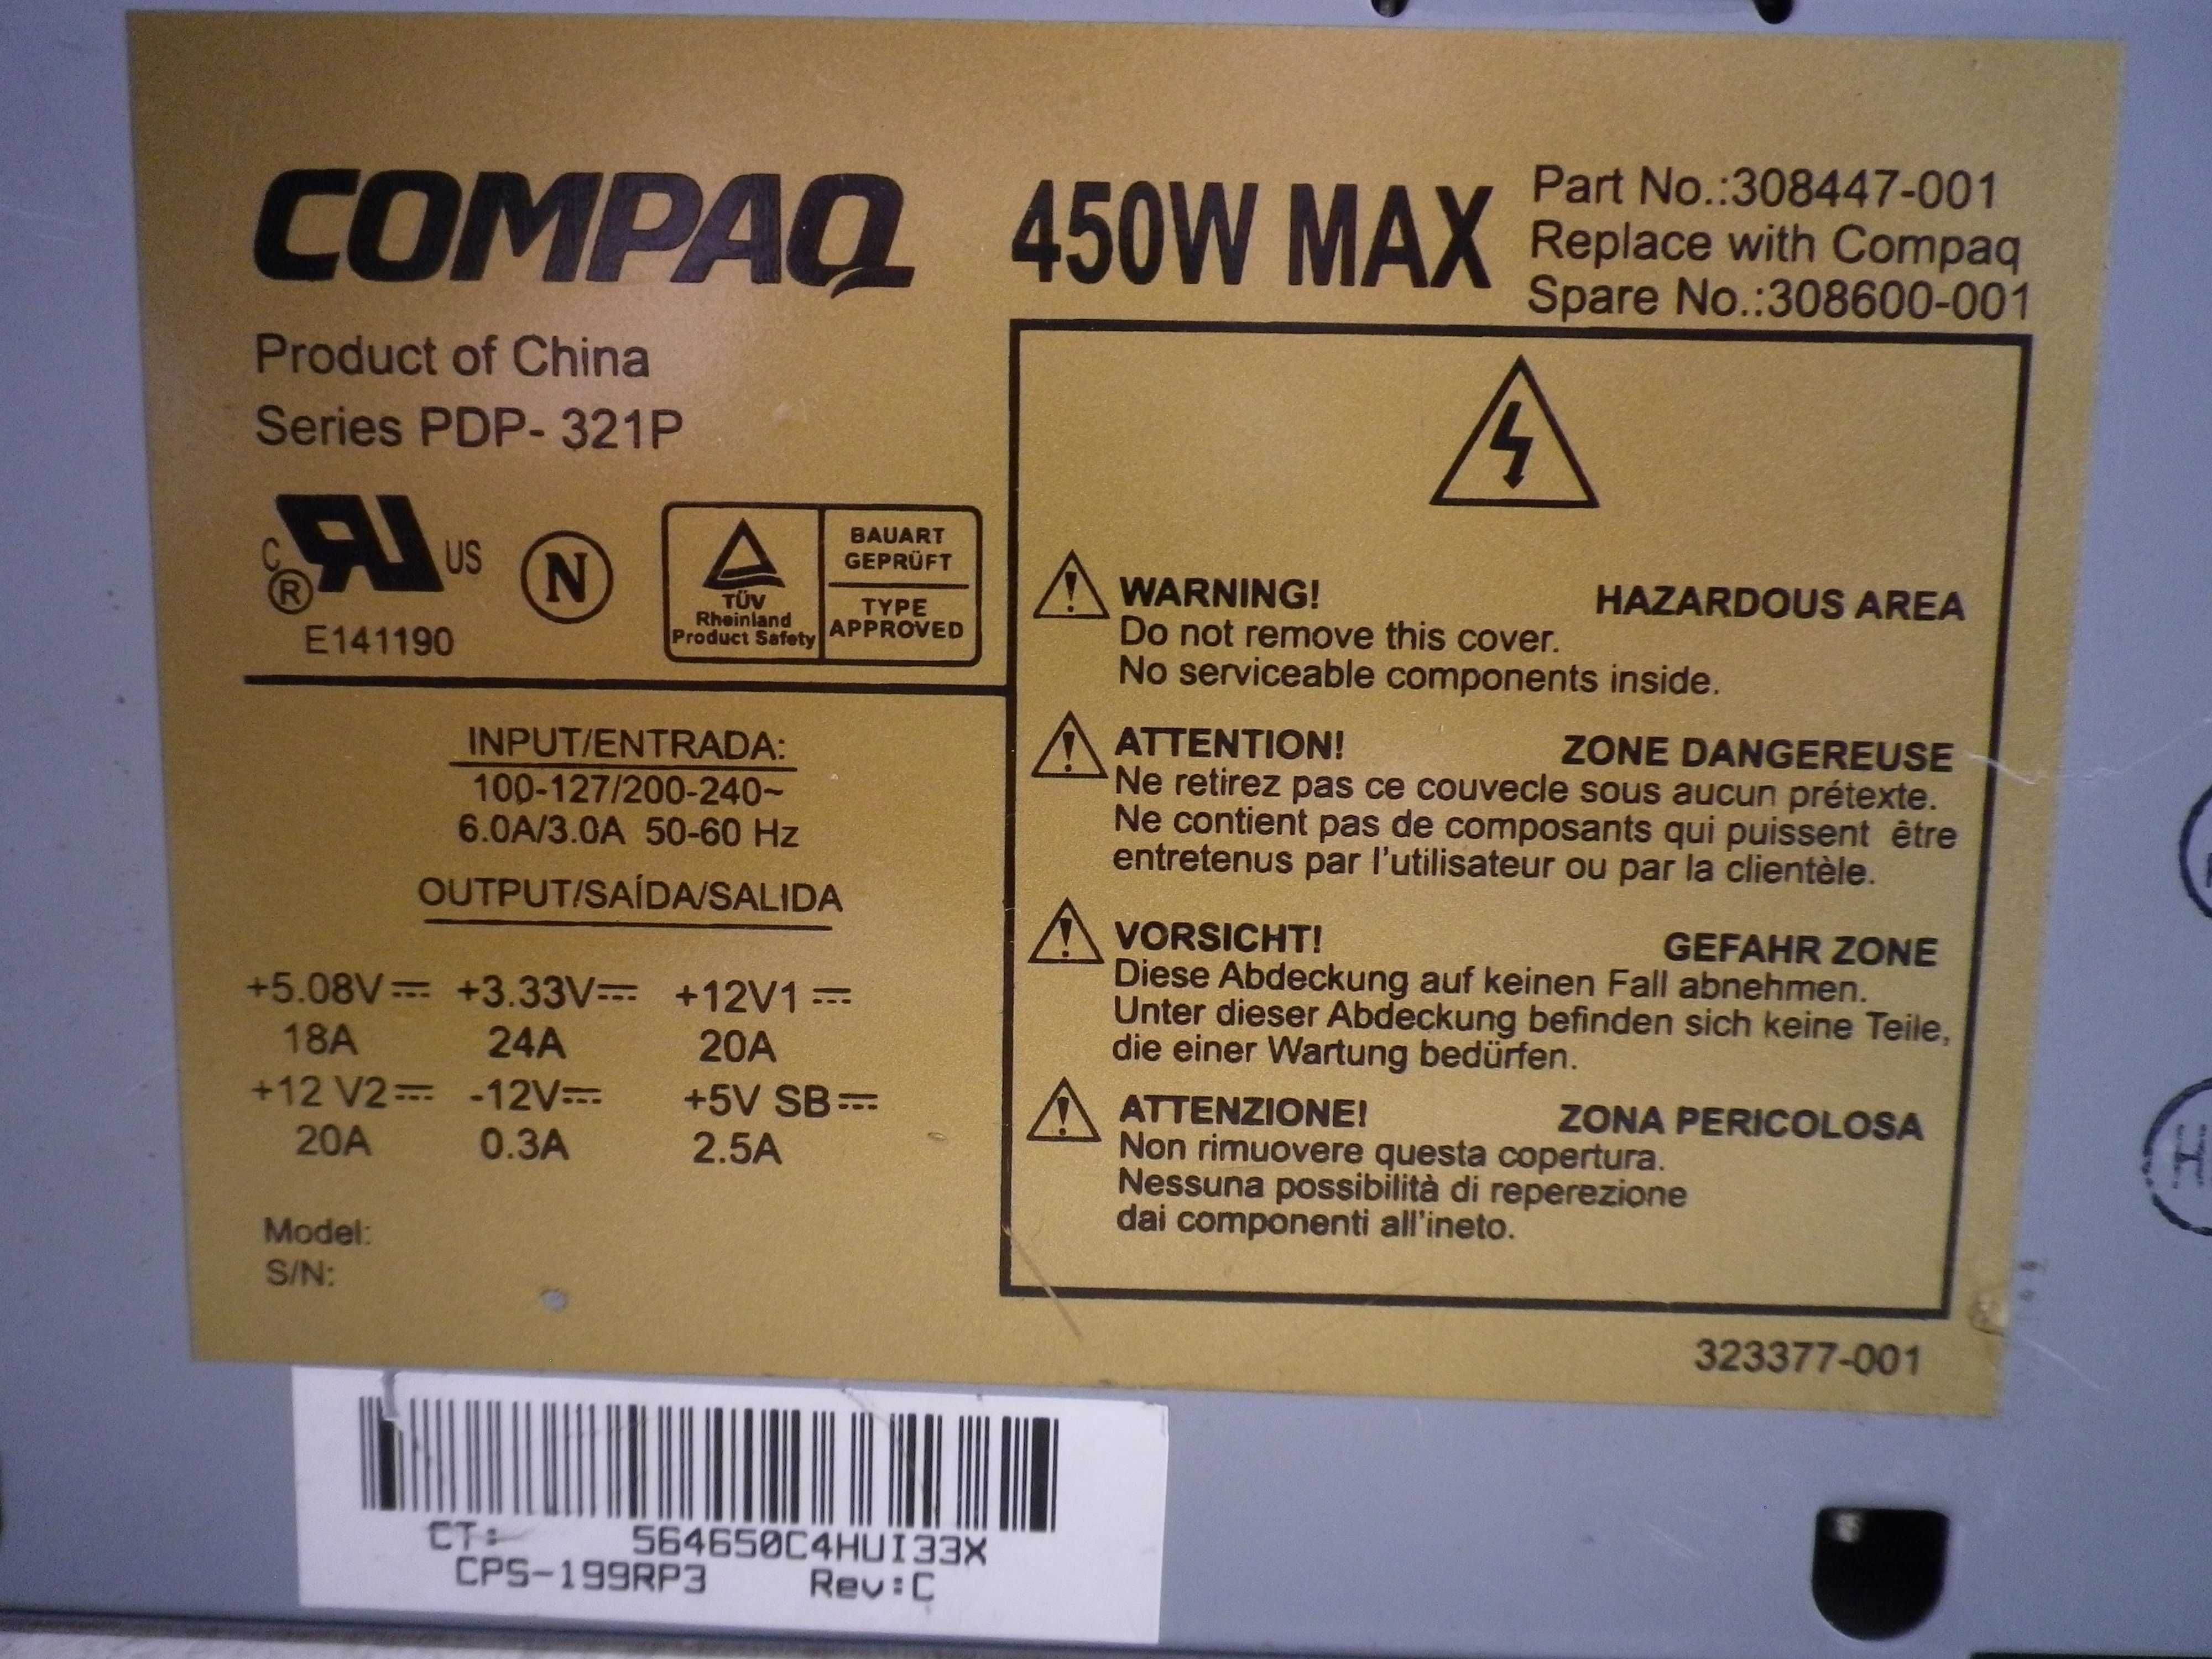 COMPAQ
450W MAX
Part No.:308447-001
Replace with Compaq
Spare No.:308600-001
Product of China
Series PDP- 321P
C ® US
E141190
N
TÜV
Rheinland
Product Safety
BAUART
GEPRÜFT
TYPE
APPROVED
INPUT/ENTRADA:
100-127/200-240~
6.0A/3.0A 50-60 Hz
OUTPUT/SAÍDA/SALIDA
+5.08V +3.33V +12V1
18A 24A 20A
+12 V2 -12V +5V SB
20A 0.3A 2.5A
Model:
S/N:
WARNING! HAZARDOUS AREA
Do not remove this cover.
No serviceable components inside.
ATTENTION! ZONE DANGEREUSE
Ne retirez pas ce couvecle sous aucun prétexte.
Ne contient pas de composants qui puissent être
entretenus par l'utilisateur ou par la clientèle.
VORSICHT! GEFAHR ZONE
Diese Abdeckung auf keinen Fall abnehmen.
Unter dieser Abdeckung befinden sich keine Teile,
die einer Wartung bedürfen.
ATTENZIONE! ZONA PERICOLOSA
Non rimuovere questa copertura.
Nessuna possibilità di reperezione
dai componenti all'ineto.
323377-001
CT: 564650C4HUI33X
CPS-199RP3 Rev:C